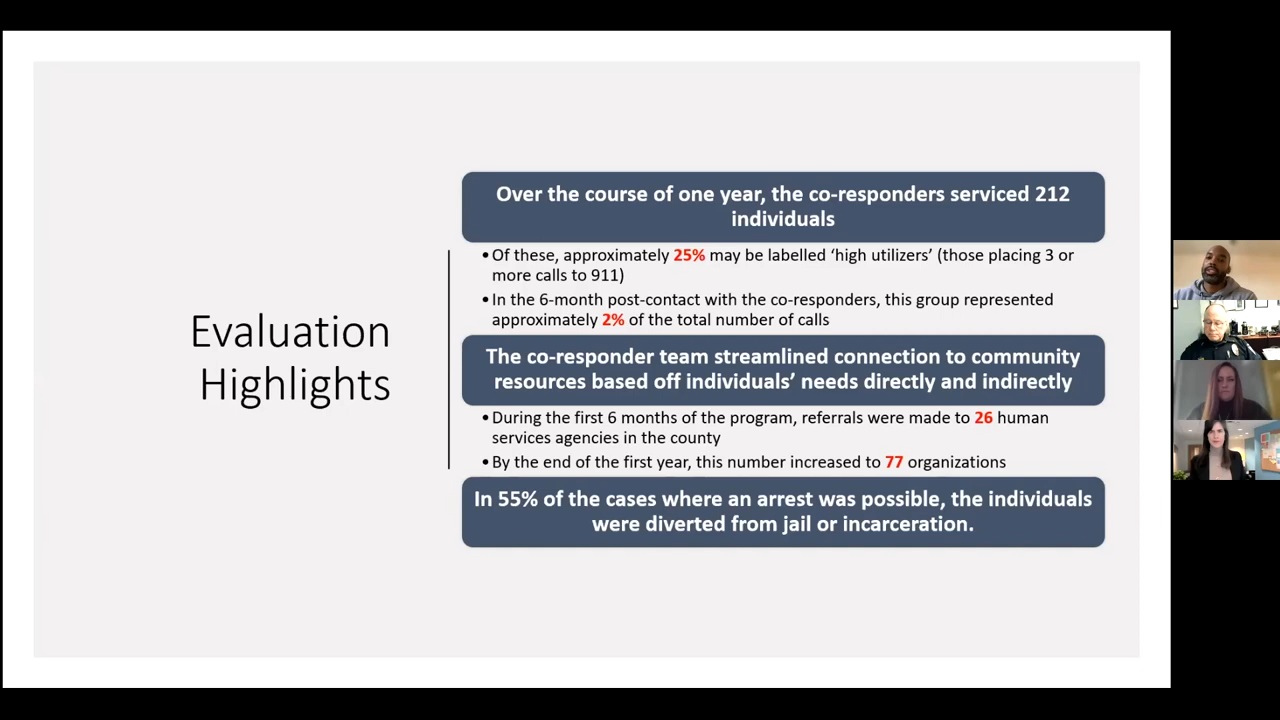 Evaluation
Highlights
Over the course of one year, the co-responders serviced 212
individuals
•Of these, approximately 25% may be labelled ‘high utilizers’ (those placing 3 or
more calls to 911)
•In the 6-month post-contact with the co-responders, this group represented
approximately 2% of the total number of calls
The co-responder team streamlined connection to community
resources based off individuals’ needs directly and indirectly
•During the first 6 months of the program, referrals were made to 26 human
services agencies in the county
•By the end of the first year, this number increased to 77 organizations
In 55% of the cases where an arrest was possible, the individuals
were diverted from jail or incarceration.